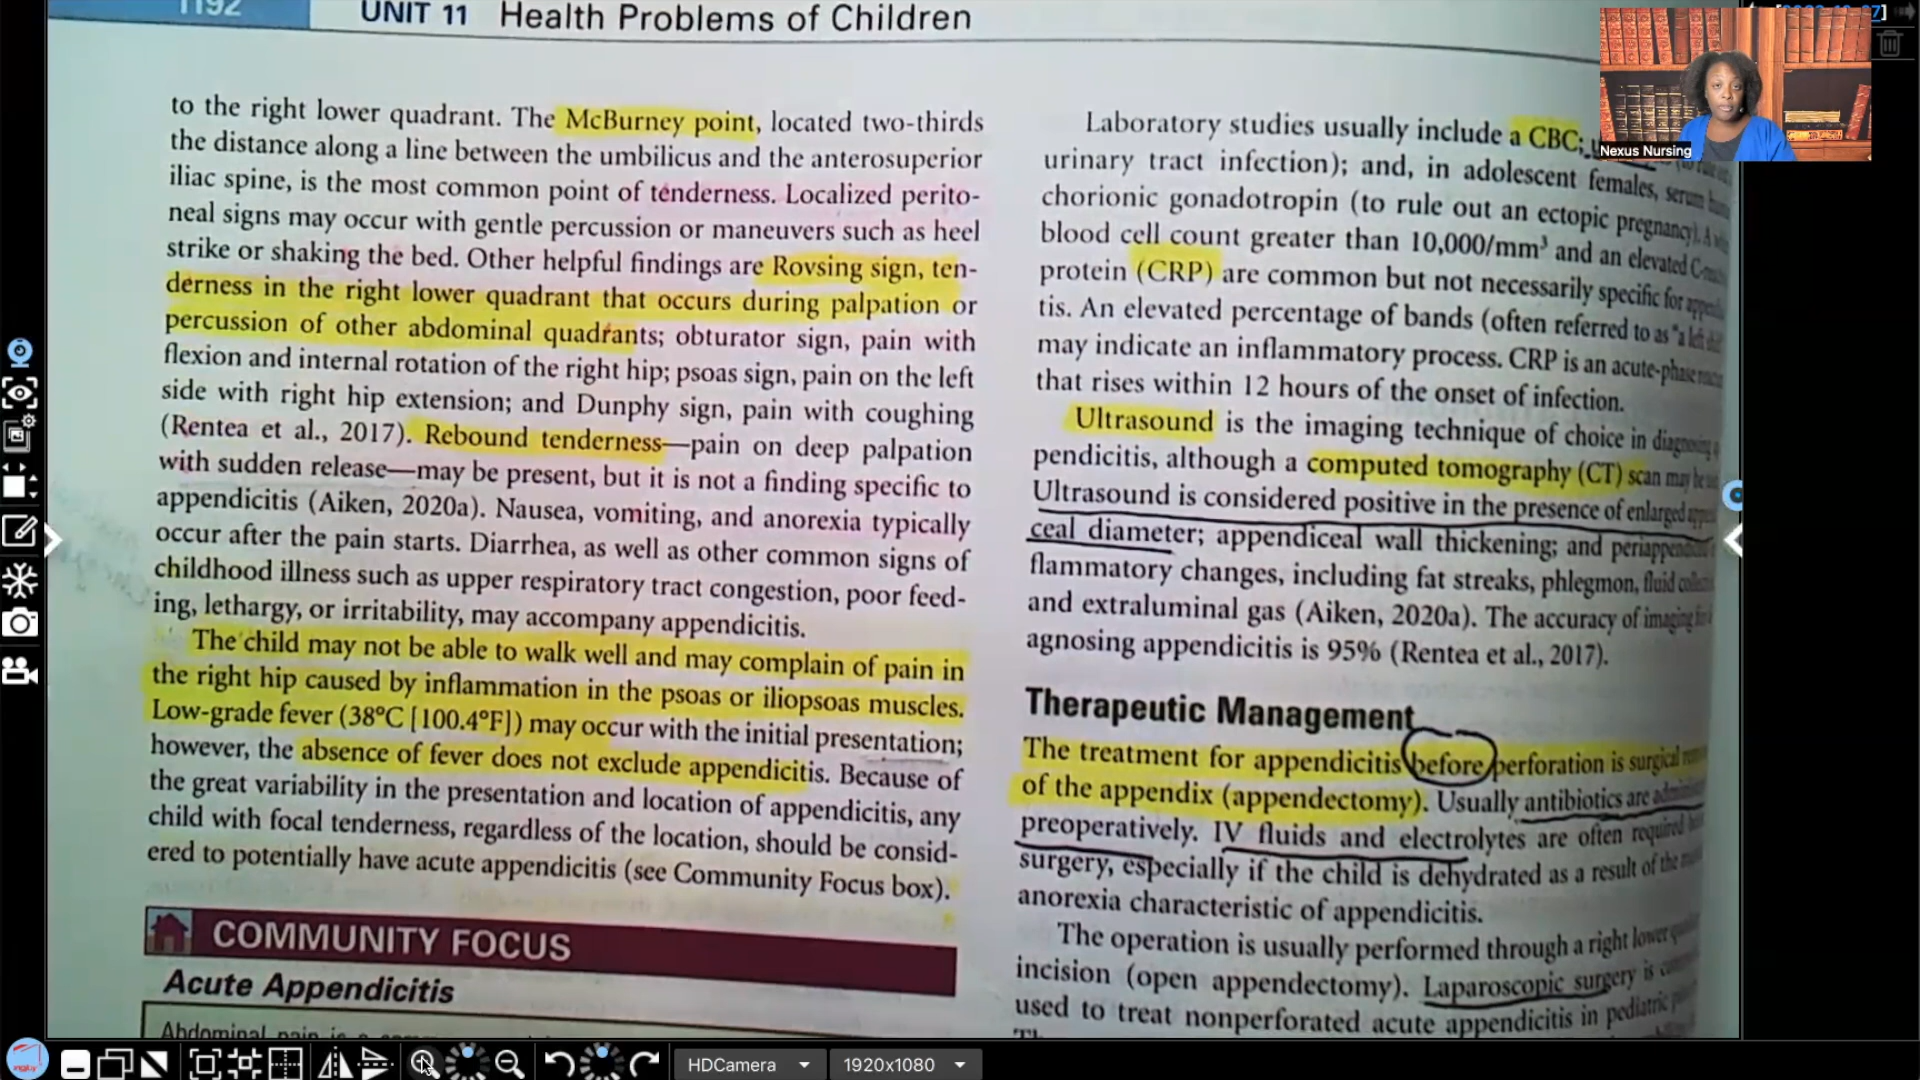 1192 UNIT 11 Health Problems of Children
to the right lower quadrant. The McBurney point, located two-thirds
the distance along a line between the umbilicus and the anterosuperior
iliac spine, is the most common point of tenderness. Localized perito-
neal signs may occur with gentle percussion or maneuvers such as heel
strike or shaking the bed. Other helpful findings are Rovsing sign, ten-
derness in the right lower quadrant that occurs during palpation or
percussion of other abdominal quadrants; obturator sign, pain with
flexion and internal rotation of the right hip; psoas sign, pain on the left
side with right hip extension; and Dunphy sign, pain with coughing
(Rentea et al., 2017). Rebound tenderness—pain on deep palpation
with sudden release—may be present, but it is not a finding specific to
appendicitis (Aiken, 2020a). Nausea, vomiting, and anorexia typically
occur after the pain starts. Diarrhea, as well as other common signs of
childhood illness such as upper respiratory tract congestion, poor feed-
ing, lethargy, or irritability, may accompany appendicitis.
The child may not be able to walk well and may complain of pain in
the right hip caused by inflammation in the psoas or iliopsoas muscles.
Low-grade fever (38°C [100.4°F]) may occur with the initial presentation;
however, the absence of fever does not exclude appendicitis. Because of
the great variability in the presentation and location of appendicitis, any
child with focal tenderness, regardless of the location, should be consid-
ered to potentially have acute appendicitis (see Community Focus box).
COMMUNITY FOCUS
Acute Appendicitis
Abdominal pain is a
Laboratory studies usually include a CBC;
urinary tract infection); and, in adolescent females, serum
chorionic gonadotropin (to rule out an ectopic pregnancy). A
blood cell count greater than 10,000/mm³ and an elevated
protein (CRP) are common but not necessarily specific for
tis. An elevated percentage of bands (often referred to as "a left
may indicate an inflammatory process. CRP is an acute-phase
that rises within 12 hours of the onset of infection.
Ultrasound is the imaging technique of choice in diagnosing
pendicitis, although a computed tomography (CT) scan may be
Ultrasound is considered positive in the presence of enlarged
ceal diameter; appendiceal wall thickening; and
flammatory changes, including fat streaks, phlegmon, fluid
and extraluminal gas (Aiken, 2020a). The accuracy of imaging
agnosing appendicitis is 95% (Rentea et al., 2017).
Therapeutic Management
The treatment for appendicitis before perforation is surgical
of the appendix (appendectomy). Usually antibiotics are
preoperatively. IV fluids and electrolytes are often required
surgery, especially if the child is dehydrated as a result of the
anorexia characteristic of appendicitis.
The operation is usually performed through a right lower
incision (open appendectomy). Laparoscopic surgery is
used to treat nonperforated acute appendicitis in pediatric
Nexus Nursing
HDCamera 1920x1080